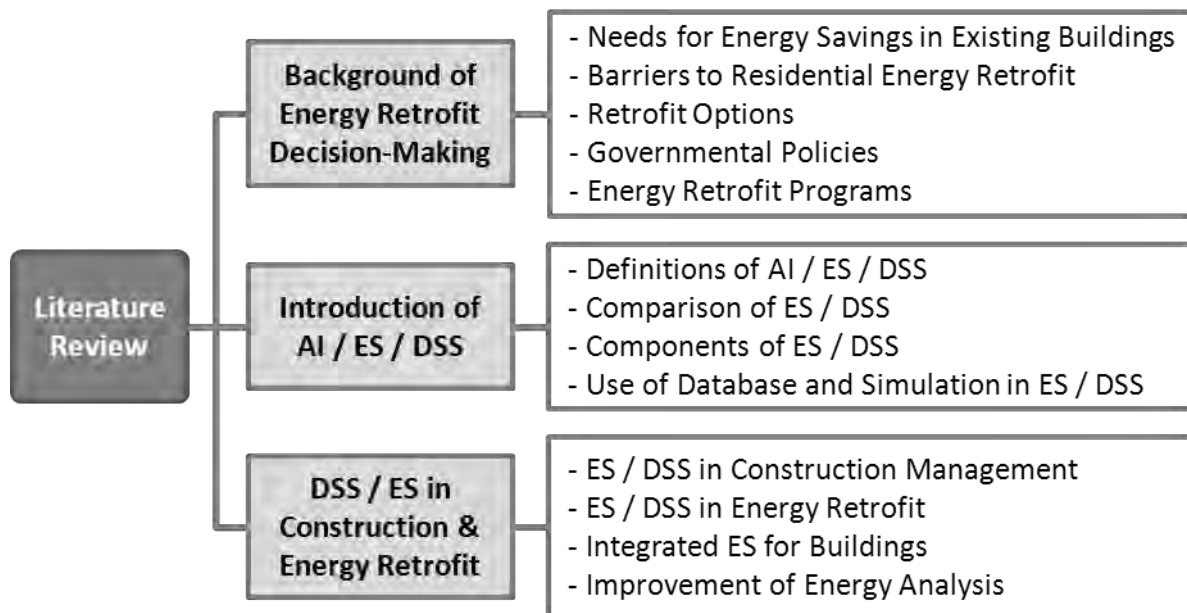 Literature
Review
Background of
Energy Retrofit
Decision-Making
- Needs for Energy Savings in Existing Buildings
- Barriers to Residential Energy Retrofit
- Retrofit Options
- Governmental Policies
- Energy Retrofit Programs
Introduction of
AI / ES / DSS
- Definitions of AI / ES / DSS
- Comparison of ES / DSS
- Components of ES / DSS
- Use of Database and Simulation in ES / DSS
DSS / ES in
Construction &
Energy Retrofit
- ES / DSS in Construction Management
- ES / DSS in Energy Retrofit
- Integrated ES for Buildings
- Improvement of Energy Analysis